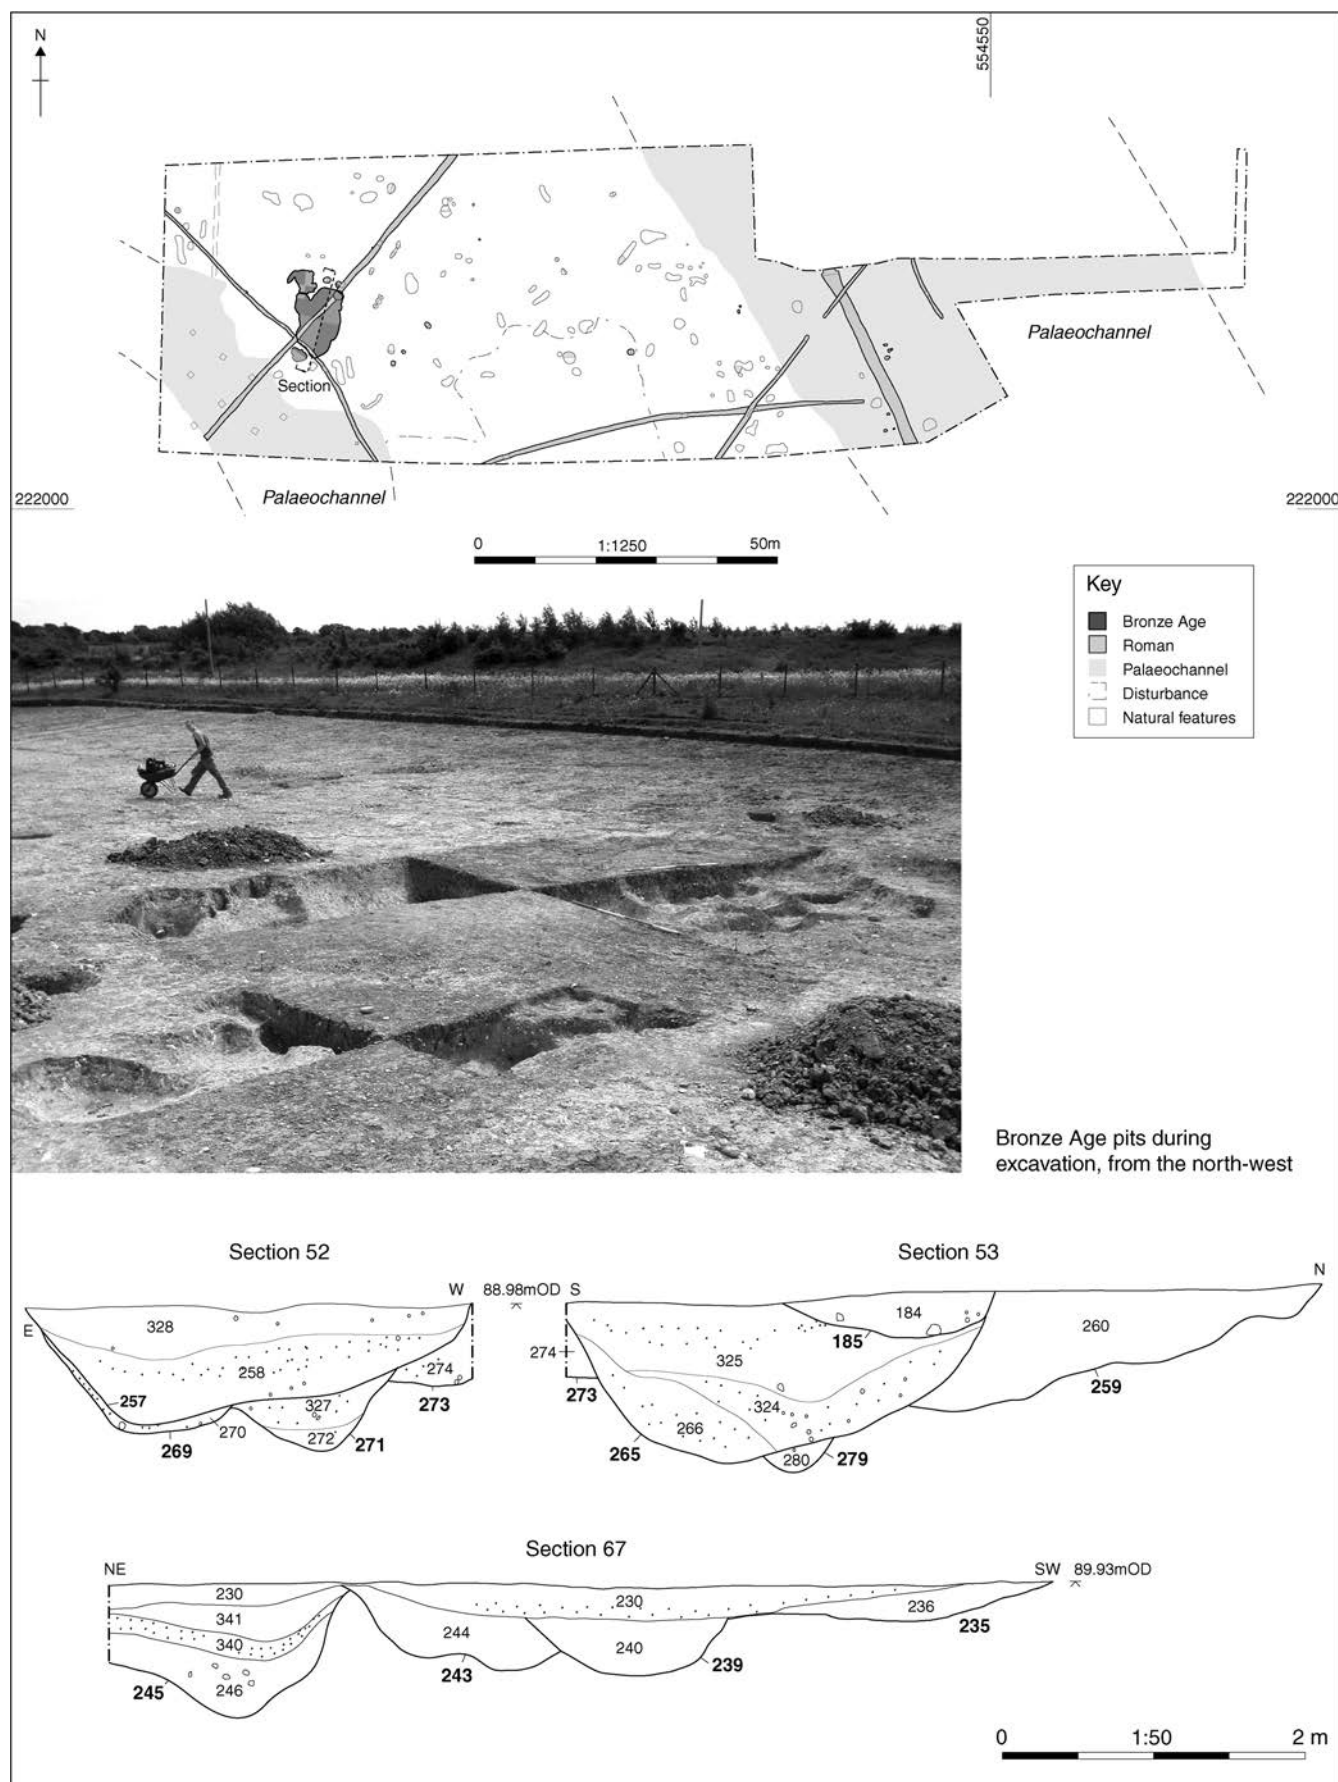 N
554550
Section
Palaeochannel
Palaeochannel
222000
222000
0 1:1250 50m
Key
Bronze Age
Roman
Palaeochannel
Disturbance
Natural features
Bronze Age pits during
excavation, from the north-west
Section 52
E
W
88.98mOD
328
258
257
274
273
327
270
272
271
269
Section 53
S
N
184
185
260
274
325
273
259
324
266
265
280
279
Section 67
NE
SW
89.93mOD
230
230
341
236
235
340
244
240
246
245
243
239
0 1:50 2 m